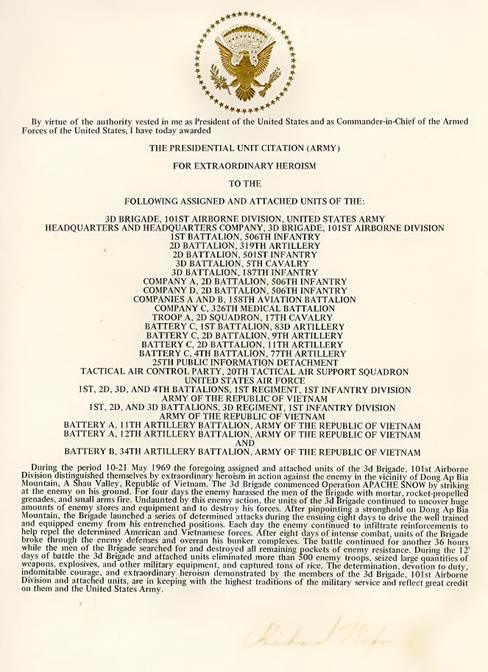 By virtue of the authority vested in me as President of the United States and as Commander-in-Chief of the Armed
Forces of the United States, I have today awarded
THE PRESIDENTIAL UNIT CITATION (ARMY)
FOR EXTRAORDINARY HEROISM
TO THE
FOLLOWING ASSIGNED AND ATTACHED UNITS OF THE:
3D BRIGADE, 101ST AIRBORNE DIVISION, UNITED STATES ARMY
HEADQUARTERS AND HEADQUARTERS COMPANY, 3D BRIGADE, 101ST AIRBORNE DIVISION
1ST BATTALION, 506TH INFANTRY
2D BATTALION, 319TH ARTILLERY
2D BATTALION, 501ST INFANTRY
3D BATTALION, 5TH CAVALRY
3D BATTALION, 187TH INFANTRY
COMPANY A, 2D BATTALION, 506TH INFANTRY
COMPANY D, 2D BATTALION, 506TH INFANTRY
COMPANIES A AND B, 158TH AVIATION BATTALION
COMPANY C, 326TH MEDICAL BATTALION
TROOP A, 2D SQUADRON, 17TH CAVALRY
BATTERY C, 1ST BATTALION, 83D ARTILLERY
BATTERY C, 2D BATTALION, 9TH ARTILLERY
BATTERY C, 2D BATTALION, 11TH ARTILLERY
BATTERY C, 4TH BATTALION, 77TH ARTILLERY
25TH PUBLIC INFORMATION DETACHMENT
TACTICAL AIR CONTROL PARTY, 20TH TACTICAL AIR SUPPORT SQUADRON
UNITED STATES AIR FORCE
1ST, 2D, 3D, AND 4TH BATTALIONS, 1ST REGIMENT, 1ST INFANTRY DIVISION
ARMY OF THE REPUBLIC OF VIETNAM
1ST, 2D, AND 3D BATTALIONS, 3D REGIMENT, 1ST INFANTRY DIVISION
ARMY OF THE REPUBLIC OF VIETNAM
BATTERY A, 11TH ARTILLERY BATTALION, ARMY OF THE REPUBLIC OF VIETNAM
BATTERY A, 12TH ARTILLERY BATTALION, ARMY OF THE REPUBLIC OF VIETNAM
AND
BATTERY B, 34TH ARTILLERY BATTALION, ARMY OF THE REPUBLIC OF VIETNAM
During the period 10-21 May 1969 the foregoing assigned and attached units of the 3d Brigade, 101st Airborne
Division distinguished themselves by extraordinary heroism in action against the enemy in the vicinity of Dong Ap Bia
Mountain, A Shau Valley, Republic of Vietnam. The 3d Brigade commenced Operation APACHE SNOW by striking
at the enemy on his ground. For four days the enemy harassed the men of the Brigade with mortar, rocket-propelled
grenades, and small arms fire. Undaunted by this enemy action, the units of the 3d Brigade continued to uncover huge
amounts of enemy stores and equipment and to destroy his forces. After pinpointing a stronghold on Dong Ap Bia
Mountain, the Brigade launched a series of determined attacks during the ensuing eight days to drive the well trained
and equipped enemy from his entrenched positions. Each day the enemy continued to infiltrate reinforcements to
help repel the determined American and Vietnamese forces. After eight days of intense combat, units of the Brigade
broke through the enemy defenses and overan his bunker complexes. The battle continued for another 36 hours
while the men of the Brigade searched for and destroyed all remaining pockets of enemy resistance. During the 12
days of battle the 3d Brigade and attached units eliminated more than 500 enemy troops, seized large quantities of
weapons, explosives, and other military equipment, and captured tons of rice. The determination, devotion to duty,
indomitable courage, and extraordinary heroism demonstrated by the members of the 3d Brigade, 101st Airborne
Division and attached units, are in keeping with the highest traditions of the military service and reflect great credit
on them and the United States Army.
Richard Nixon